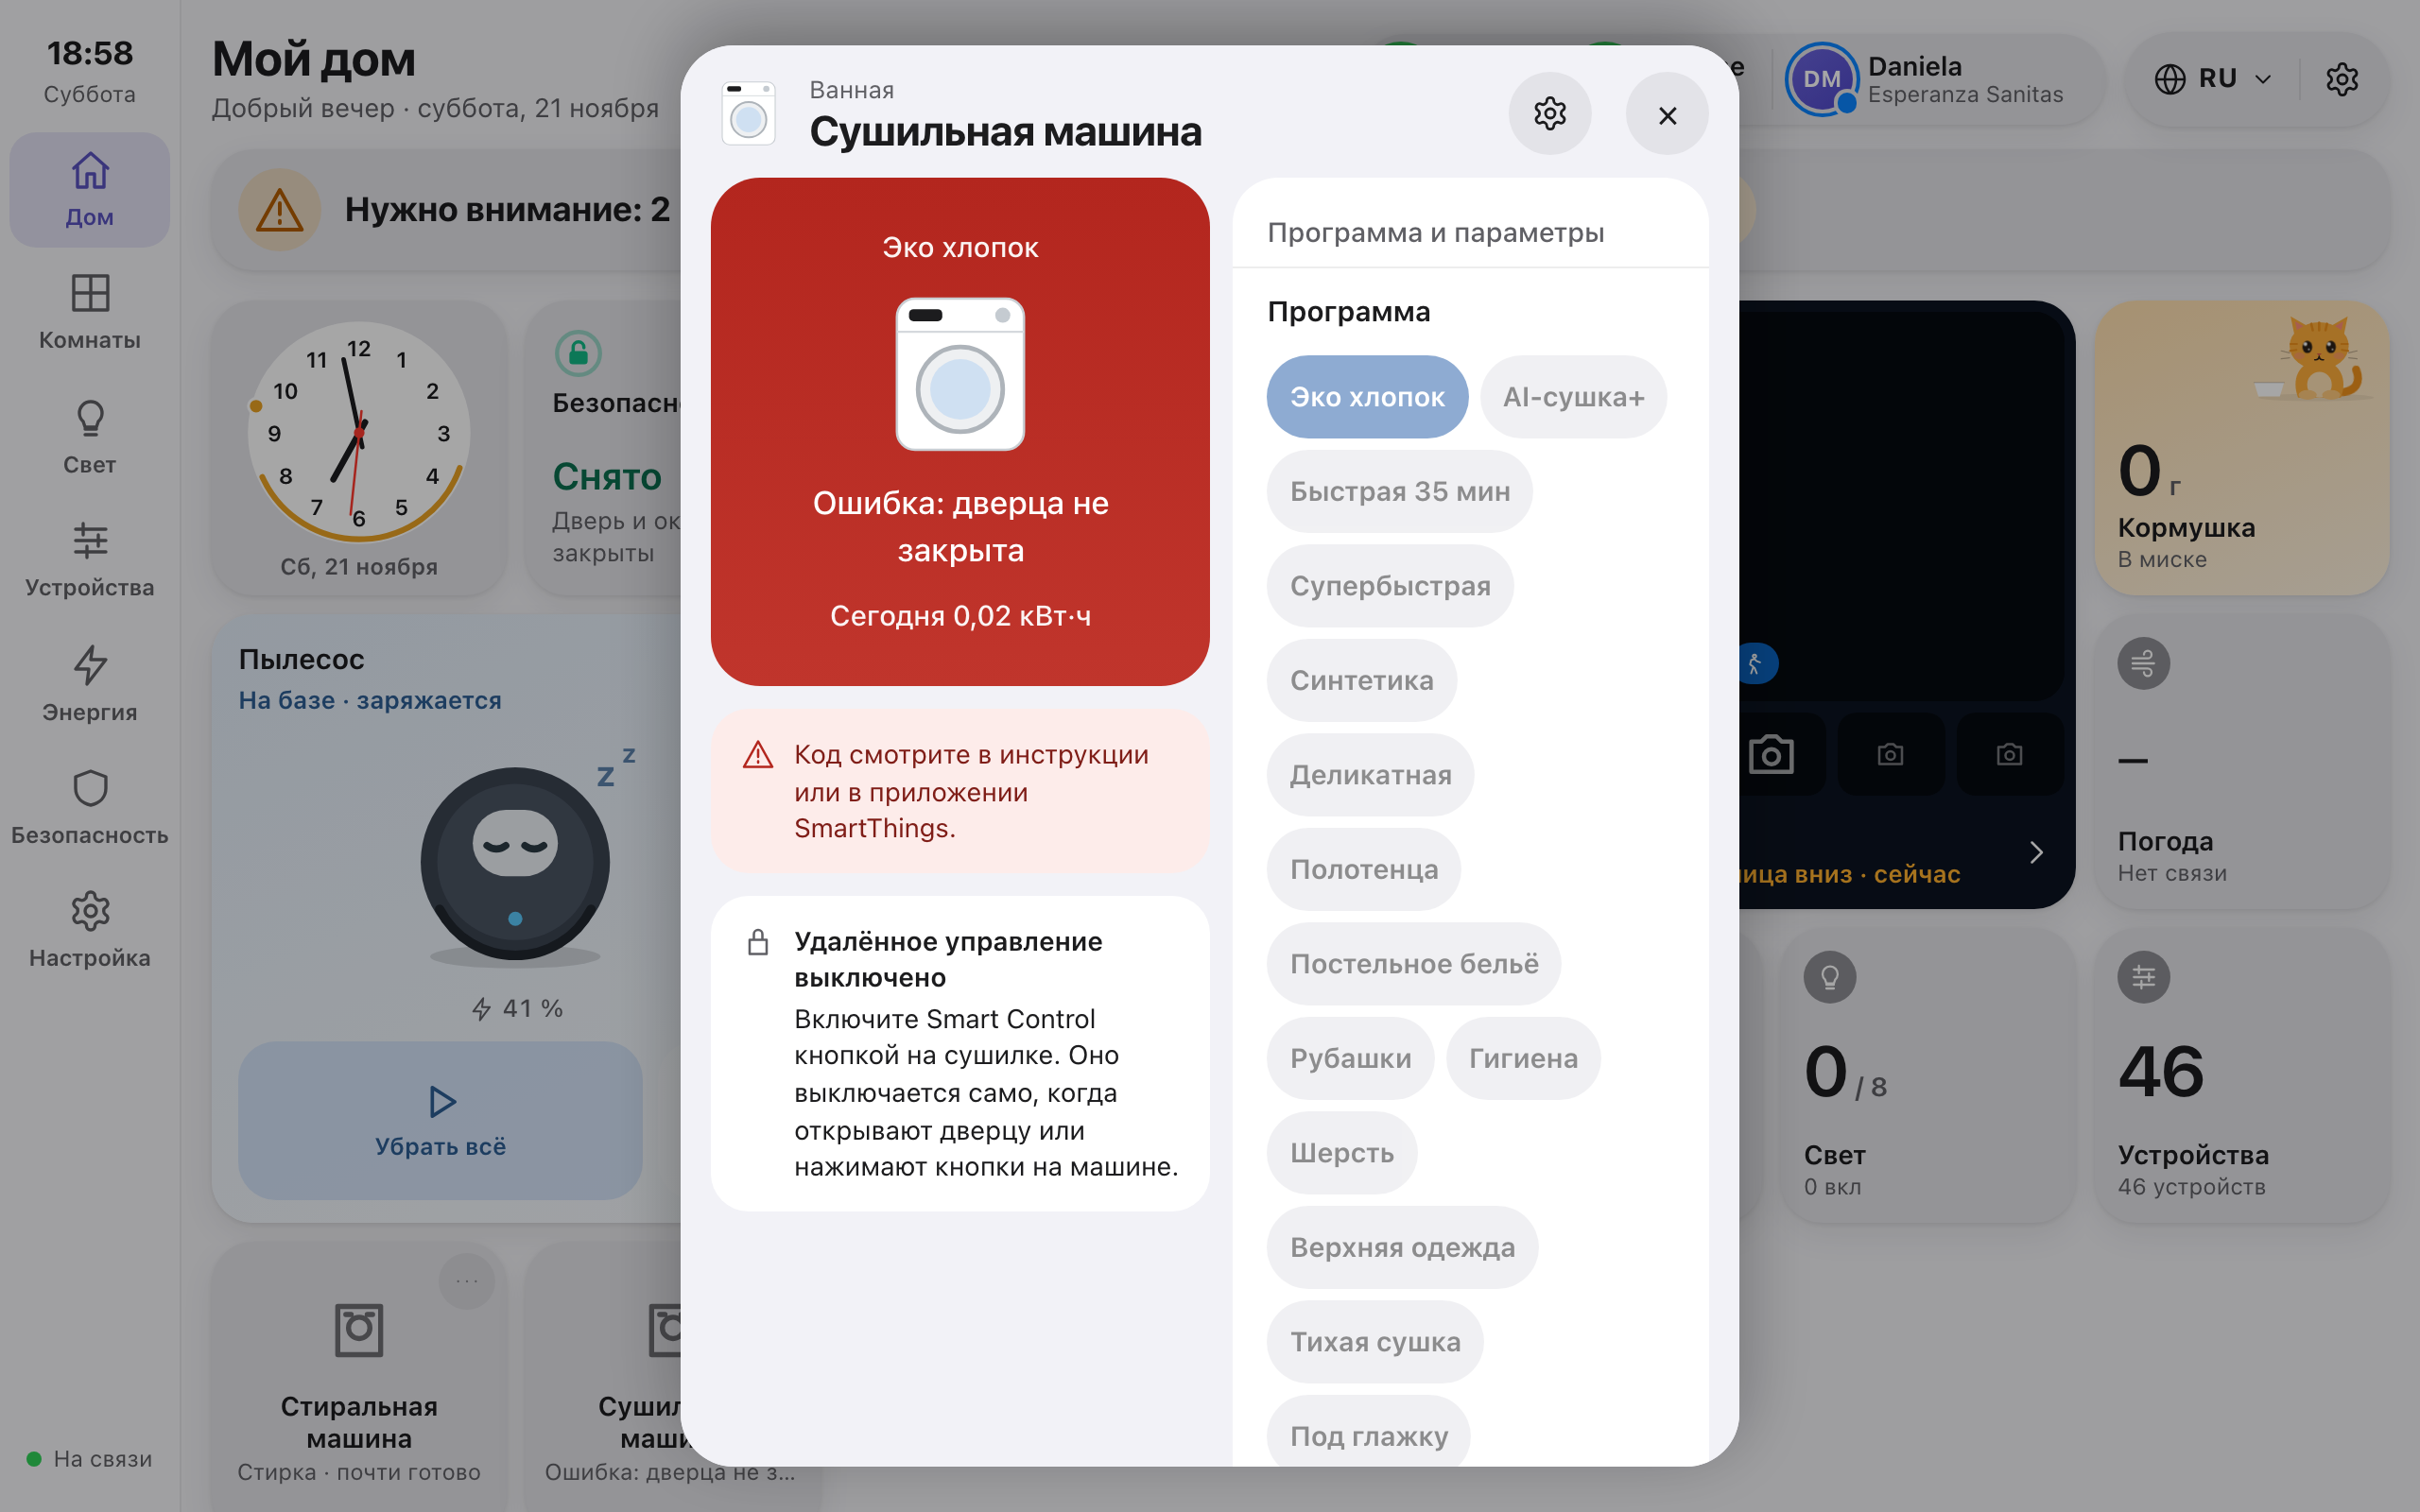 18:58
Суббота
Дом
Комнаты
Свет
Устройства
Энергия
Безопасность
Настройка
На связи
Мой дом
Добрый вечер · суббота, 21 ноября
DM
Daniela
Esperanza Sanitas
RU
Нужно внимание: 2
12
1
2
3
4
5
6
7
8
9
10
11
Сб, 21 ноября
Снято
Дверь и
закрыты
Пылесос
На базе · заряжается
z
z
41 %
Убрать всё
Стиральная
машина
Стирка · почти готово
Ошибка: дверца не з...
Ванная
Сушильная машина
Эко хлопок
Ошибка: дверца не
закрыта
Сегодня 0,02 кВт·ч
Код смотрите в инструкции
или в приложении
SmartThings.
Удалённое управление
выключено
Включите Smart Control
кнопкой на сушилке. Оно
выключается само, когда
открывают дверцу или
нажимают кнопки на машине.
Программа и параметры
Программа
Эко хлопок
AI-сушка+
Быстрая 35 мин
Супербыстрая
Синтетика
Деликатная
Полотенца
Постельное бельё
Рубашки
Гигиена
Шерсть
Верхняя одежда
Тихая сушка
Под глажку
вниз · сейчас
0 г
Кормушка
В миске
—
Погода
Нет связи
0 / 8
Свет
0 вкл
46
Устройства
46 устройств